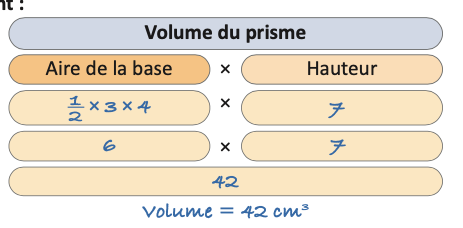 nt :
Volume du prisme
Aire de la base × Hauteur
1/2 × 3 × 4 × 7
6 × 7
42
Volume = 42 cm³